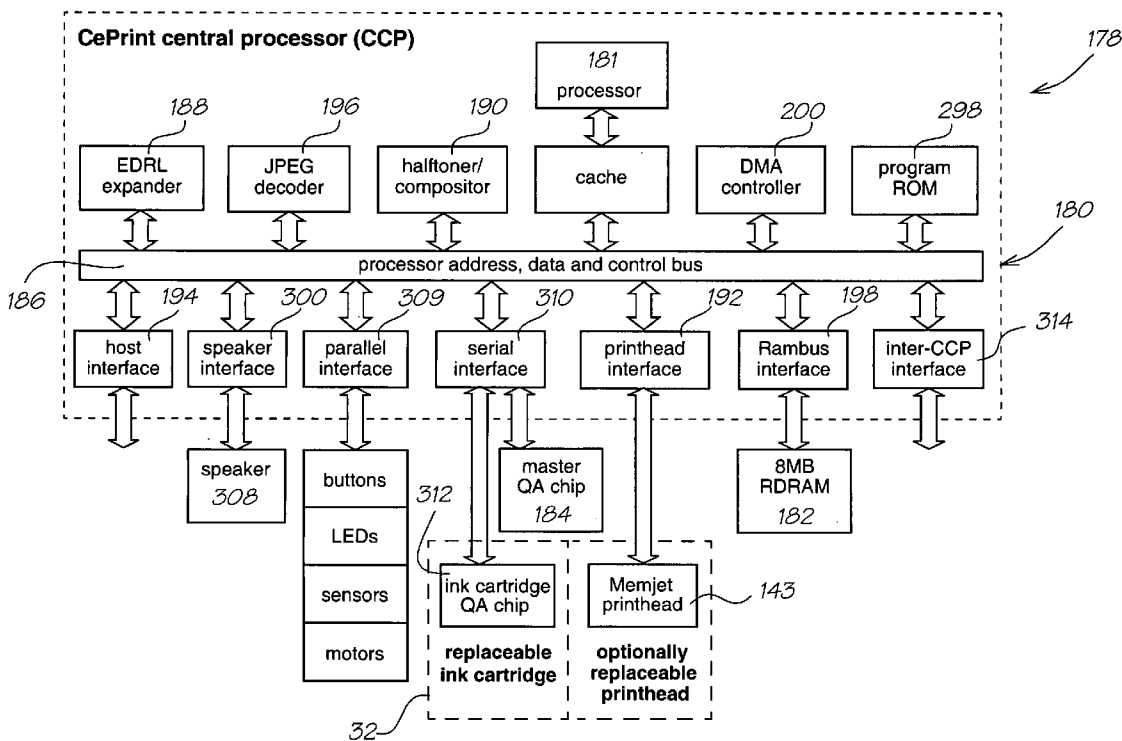 CePrint central processor (CCP)
178
181
processor
188
196
190
200
298
EDRL
expander
JPEG
decoder
halftoner/
compositor
cache
DMA
controller
program
ROM
180
processor address, data and control bus
186
194
300
309
310
192
198
314
host
interface
speaker
interface
parallel
interface
serial
interface
printhead
interface
Rambus
interface
inter-CCP
interface
speaker
308
buttons
LEDs
sensors
motors
master
QA chip
184
8MB
RDRAM
182
312
ink cartridge
QA chip
Memjet
printhead
143
replaceable
ink cartridge
optionally
replaceable
printhead
32